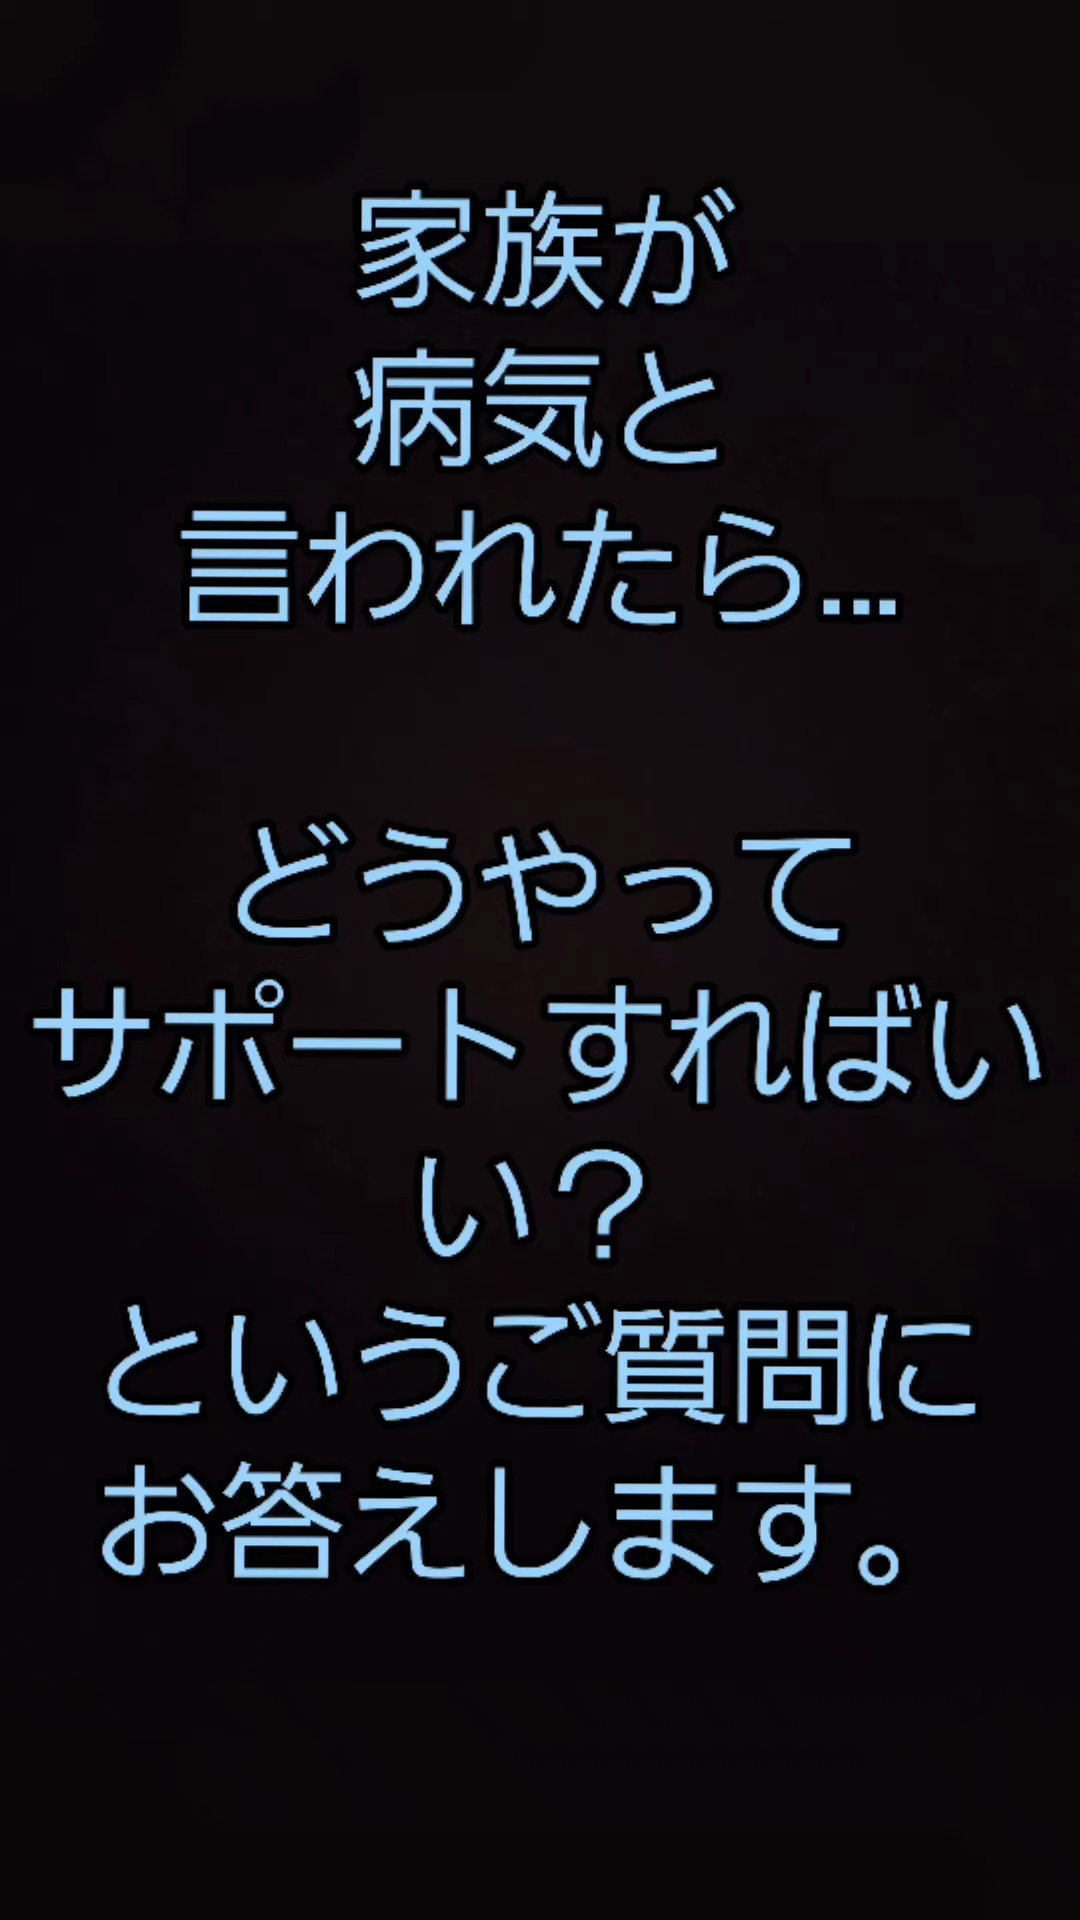 家族が
病気と
言われたら...
どうやって
サポートすればい
い？
というご質問に
お答えします。